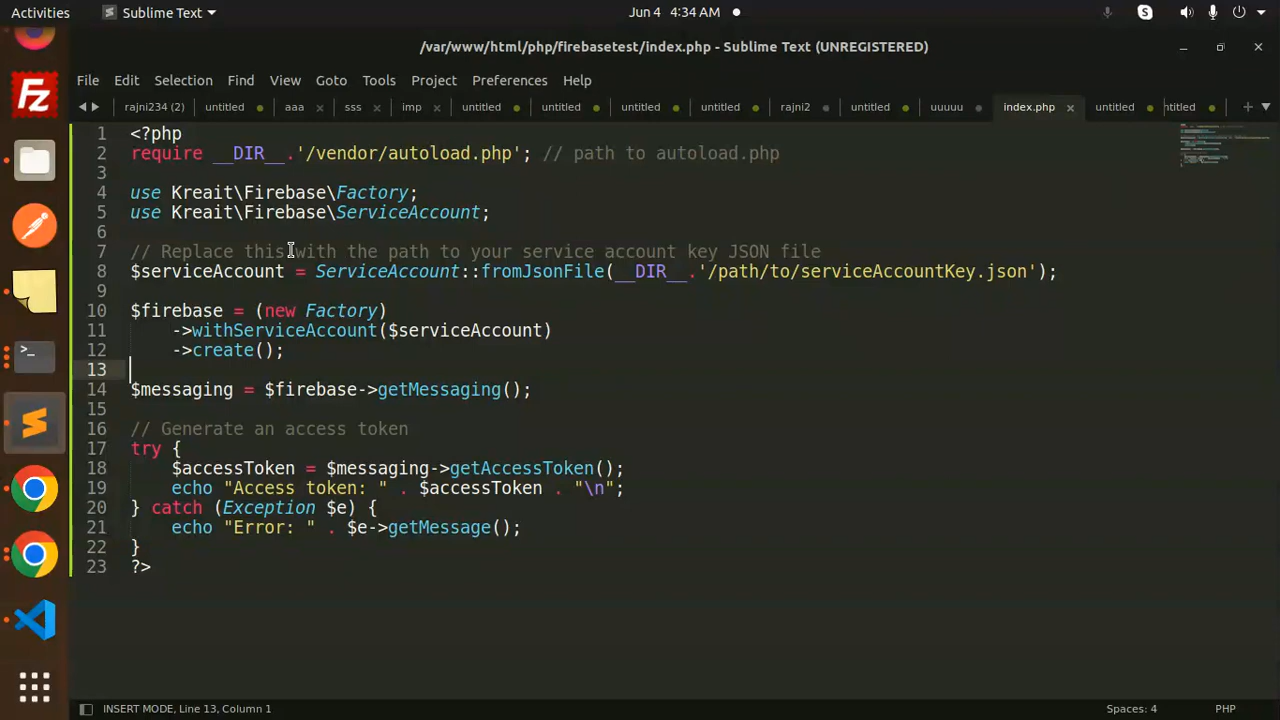 Activities Sublime Text Jun 4 4:34 AM
/var/www/html/php/firebasetest/index.php - Sublime Text (UNREGISTERED)
File Edit Selection Find View Goto Tools Project Preferences Help
rajni234 (2) untitled aaa sss imp untitled untitled untitled untitled rajni2 untitled uuuuu index.php untitled ntitled
1 <?php
2 require __DIR__.'/vendor/autoload.php'; // path to autoload.php
3
4 use Kreait\Firebase\Factory;
5 use Kreait\Firebase\ServiceAccount;
6
7 // Replace this with the path to your service account key JSON file
8 $serviceAccount = ServiceAccount::fromJsonFile(__DIR__.'/path/to/serviceAccountKey.json');
9
10 $firebase = (new Factory)
11 ->withServiceAccount($serviceAccount)
12 ->create();
13
14 $messaging = $firebase->getMessaging();
15
16 // Generate an access token
17 try {
18 $accessToken = $messaging->getAccessToken();
19 echo "Access token: " . $accessToken . "\n";
20 } catch (Exception $e) {
21 echo "Error: " . $e->getMessage();
22 }
23 ?>
INSERT MODE, Line 13, Column 1 Spaces: 4 PHP